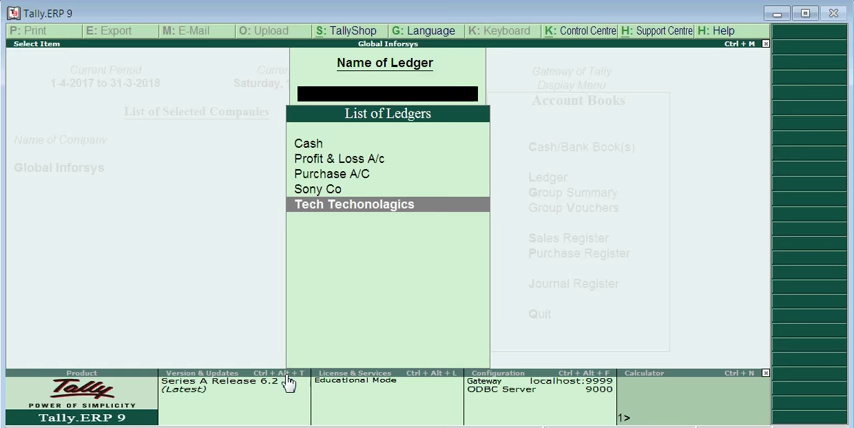 Tally.ERP 9
P: Print E: Export M: E-Mail O: Upload S: TallyShop G: Language K: Keyboard K: Control Centre H: Support Centre H: Help
Select Item Global Inforsys Ctrl + M
Name of Ledger
Current Period
1-4-2017 to 31-3-2018
Saturday, 1
List of Selected Companies
Name of Company
Global Inforsys
List of Ledgers
Cash
Profit & Loss A/c
Purchase A/C
Sony Co
Tech Techonolagics
Gateway of Tally
Display Menu
Account Books
Cash/Bank Book(s)
Ledger
Group Summary
Group Vouchers
Sales Register
Purchase Register
Journal Register
Quit
Product
Tally
POWER OF SIMPLICITY
Tally.ERP 9
Version & Updates Ctrl + Alt + T
Series A Release 6.2
(Latest)
License & Services Ctrl + Alt + L
Educational Mode
Configuration Ctrl + Alt + F
Gateway localhost:9999
ODBC Server 9000
Calculator Ctrl + N
1>